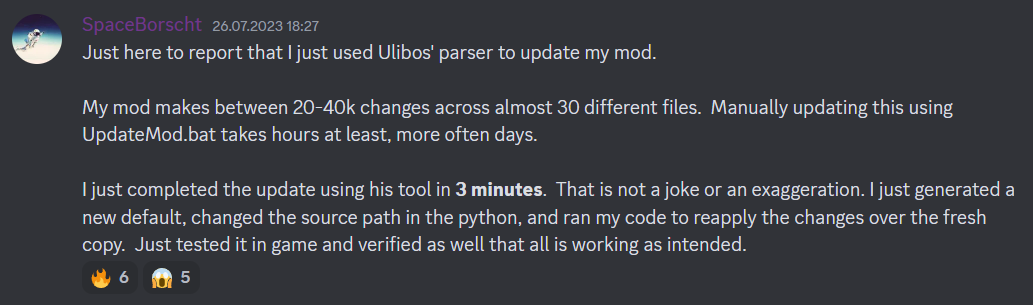 SpaceBorscht 26.07.2023 18:27
Just here to report that I just used Ulibos' parser to update my mod.
My mod makes between 20-40k changes across almost 30 different files.  Manually updating this using
UpdateMod.bat takes hours at least, more often days.
I just completed the update using his tool in 3 minutes.  That is not a joke or an exaggeration. I just generated a
new default, changed the source path in the python, and ran my code to reapply the changes over the fresh
copy.  Just tested it in game and verified as well that all is working as intended.
6 5